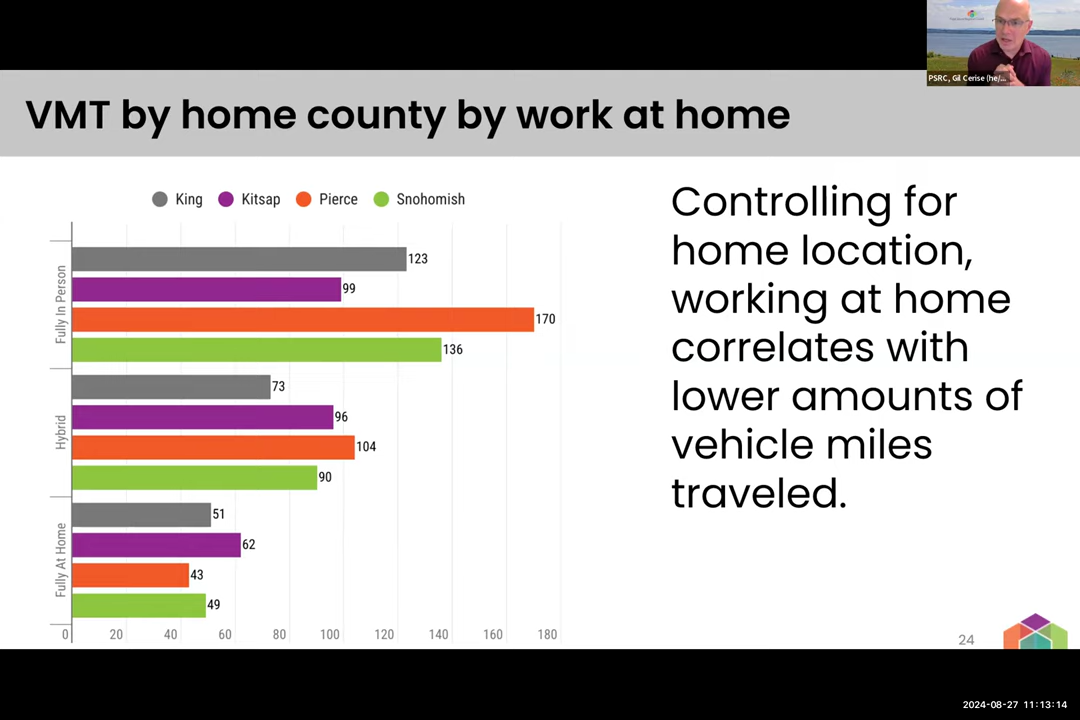 PSRC, Gil Cerise (he/...
VMT by home county by work at home
King Kitsap Pierce Snohomish
Fully In Person
123
99
170
136
Hybrid
73
96
104
90
Fully At Home
51
62
43
49
0 20 40 60 80 100 120 140 160 180
Controlling for
home location,
working at home
correlates with
lower amounts of
vehicle miles
traveled.
24
2024-08-27 11:13:14